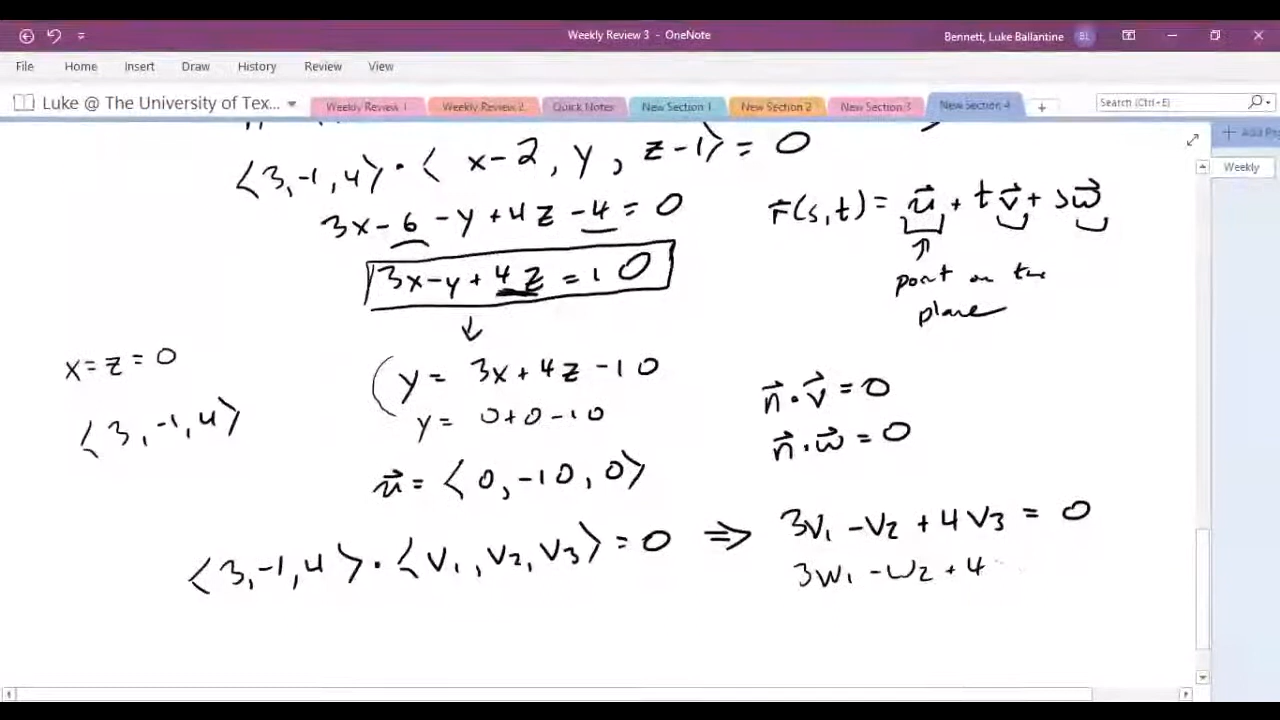 Weekly Review 3 - OneNote
Bennett, Luke Ballantine BL
File Home Insert Draw History Review View
Luke @ The University of Tex...
Weekly Review 1
Weekly Review 2
Quick Notes
New Section 1
New Section 2
New Section 3
New Section 4
Search (Ctrl+E)
Add Pa
Weekly
⟨3,-1,4⟩ · ⟨x-2, y, z-1⟩ = 0
3x-6-y+4z-4=0
3x-y+4z=10
r⃗(s,t) = u⃗ + tv⃗ + sw⃗
point on the
plane
x=z=0
⟨3,-1,4⟩
y = 3x+4z-10
y = 0+0-10
u⃗ = ⟨0,-10,0⟩
n⃗·v⃗=0
n⃗·w⃗=0
⟨3,-1,4⟩·⟨v₁,v₂,v₃⟩=0 ⇒ 3v₁-v₂+4v₃=0
3w₁-w₂+4